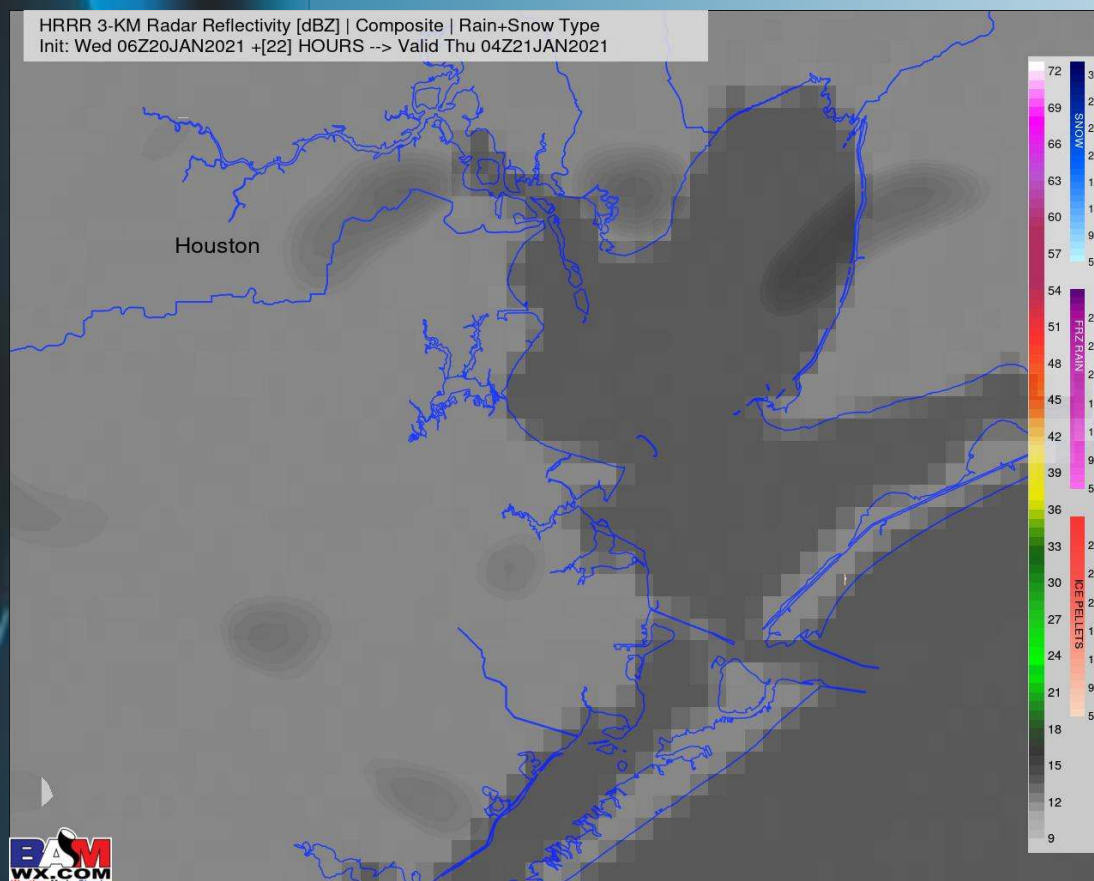 HRRR 3-KM Radar Reflectivity [dBZ] | Composite | Rain+Snow Type
Init: Wed 06Z20JAN2021 +[22] HOURS --> Valid Thu 04Z21JAN2021
Houston
72
69
66
63
60
57
54
51
48
45
42
39
36
33
30
27
24
21
18
15
12
9
SNOW
FRZ RAIN
ICE PELLETS
BAM
WX.COM